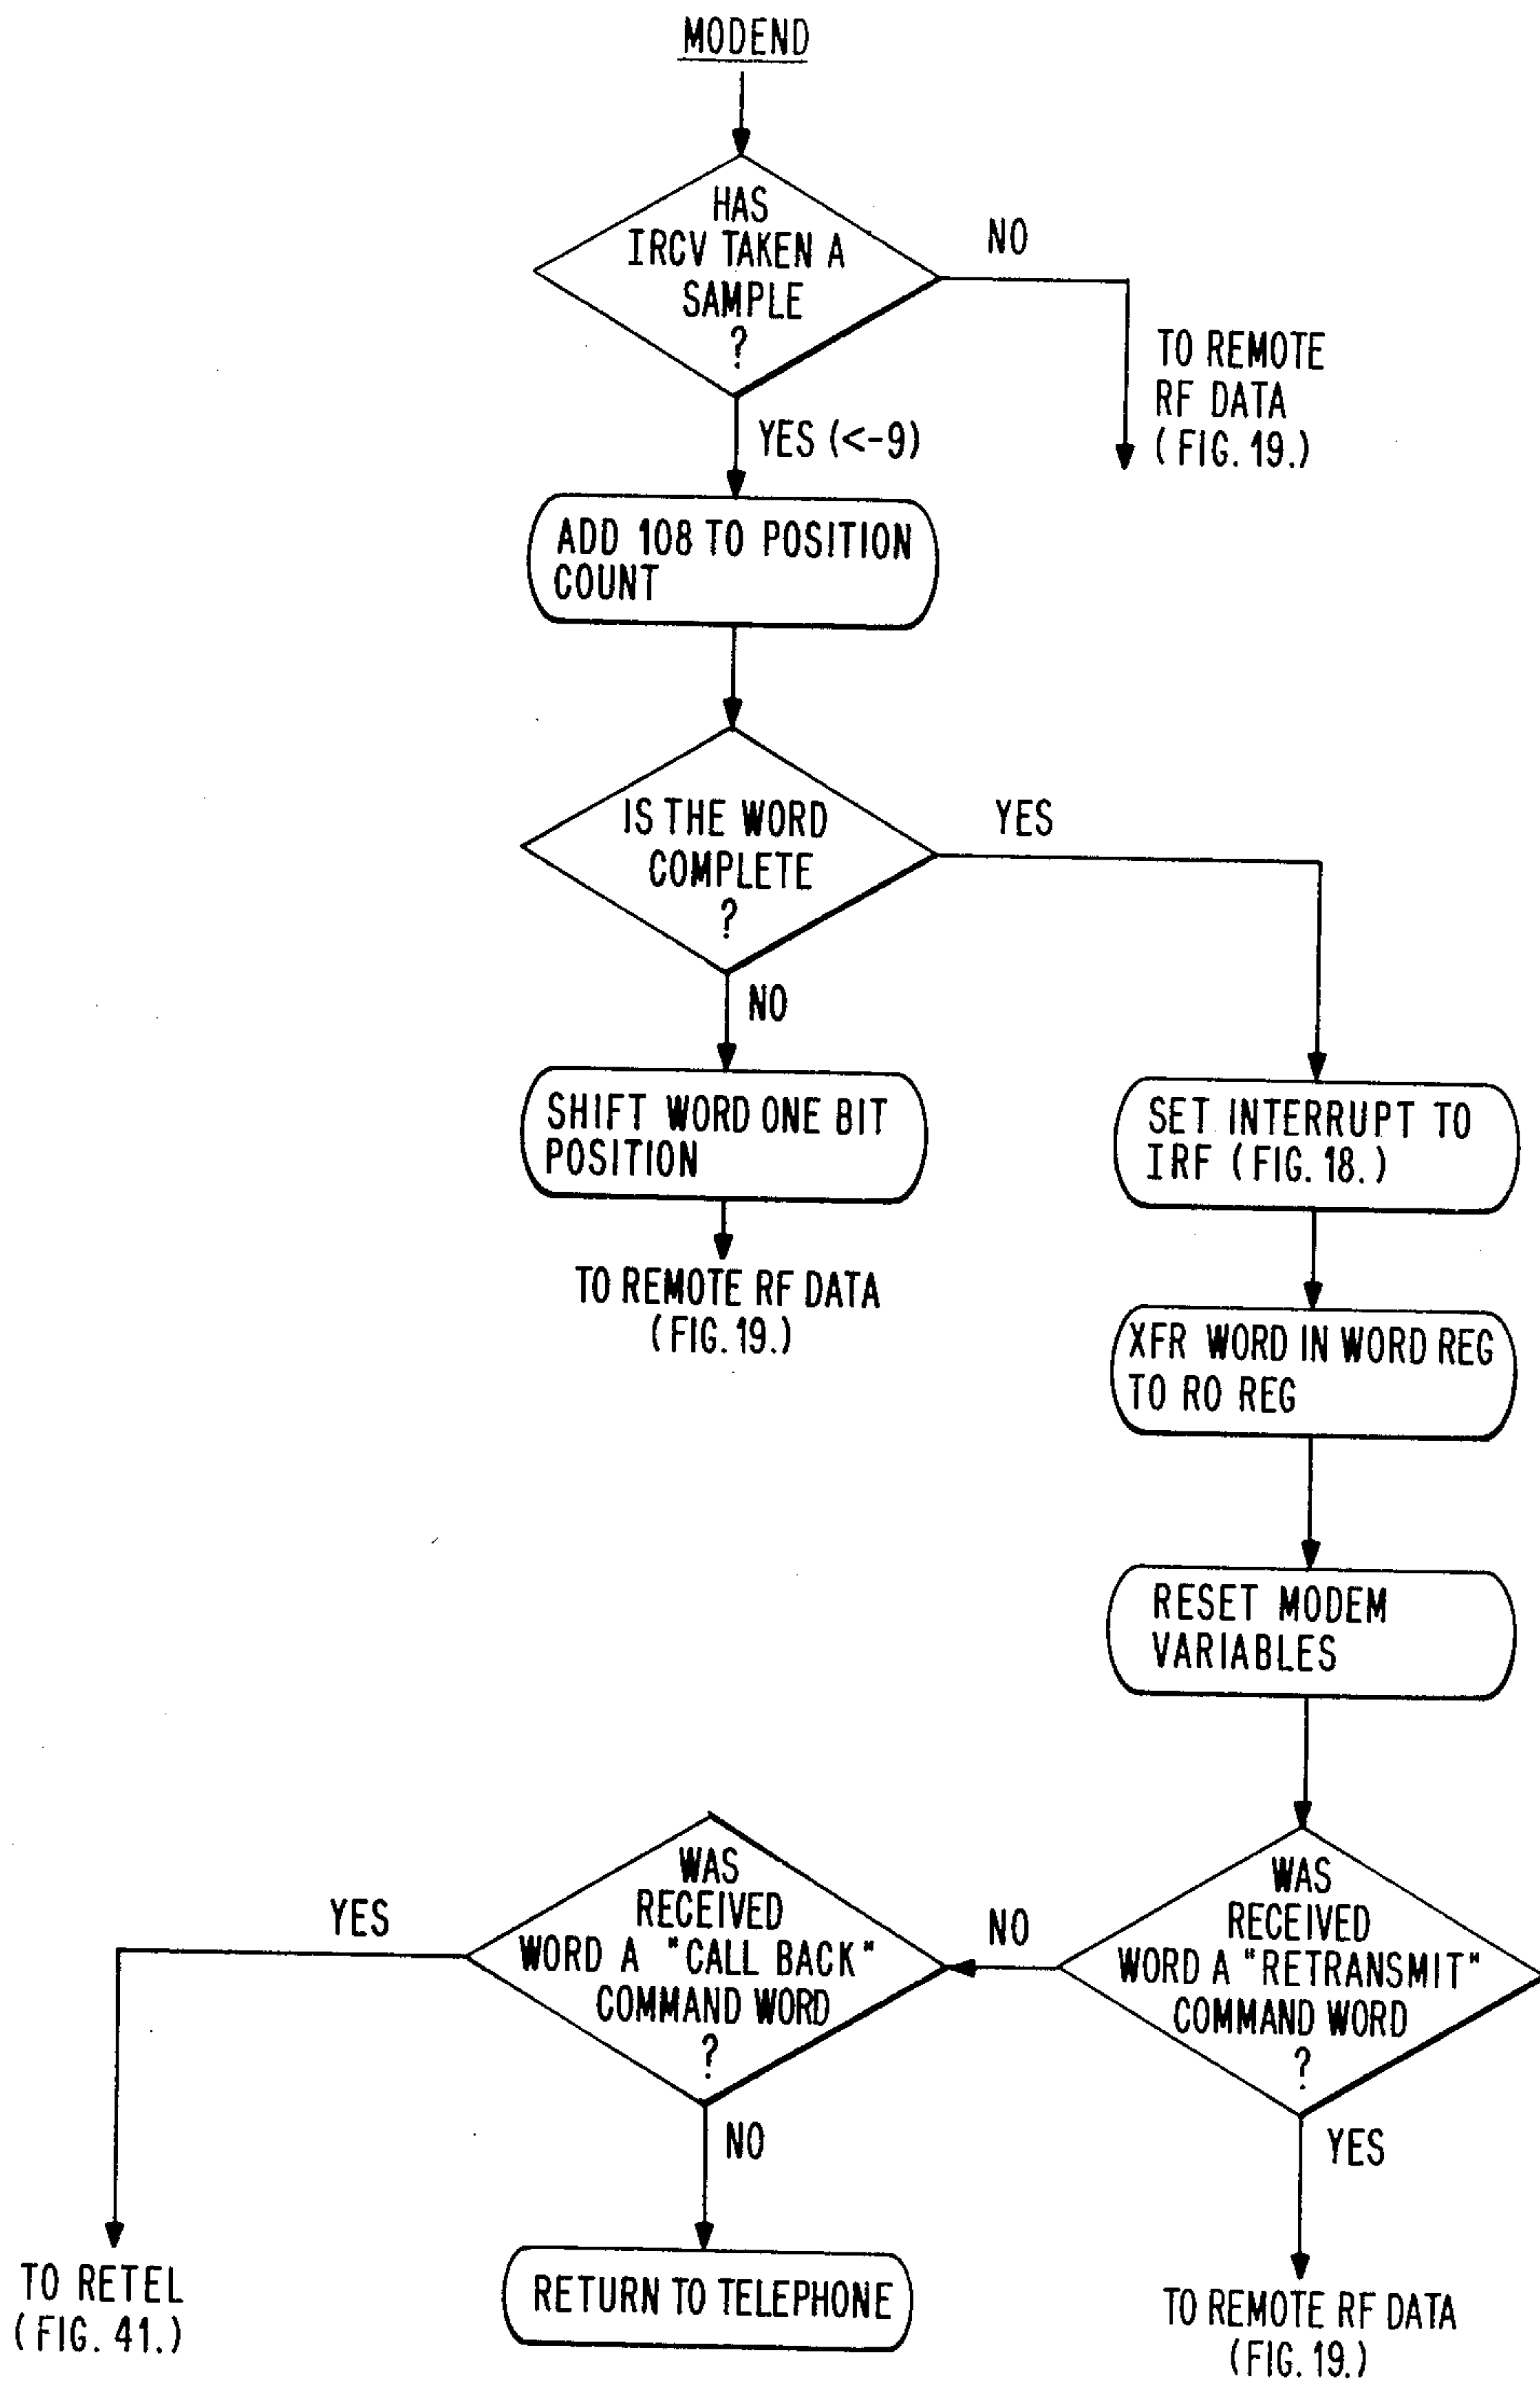 MODEND
HAS
IRCV TAKEN A
SAMPLE
?
NO
TO REMOTE
RF DATA
(FIG. 19.)
YES (<-9)
ADD 108 TO POSITION
COUNT
IS THE WORD
COMPLETE
?
YES
NO
SHIFT WORD ONE BIT
POSITION
TO REMOTE RF DATA
(FIG. 19.)
SET INTERRUPT TO
IRF (FIG. 18.)
XFR WORD IN WORD REG
TO RO REG
RESET MODEM
VARIABLES
WAS
RECEIVED
WORD A "RETRANSMIT"
COMMAND WORD
?
NO
YES
TO REMOTE RF DATA
(FIG. 19.)
WAS
RECEIVED
WORD A "CALL BACK"
COMMAND WORD
?
YES
NO
TO RETEL
(FIG. 41.)
RETURN TO TELEPHONE